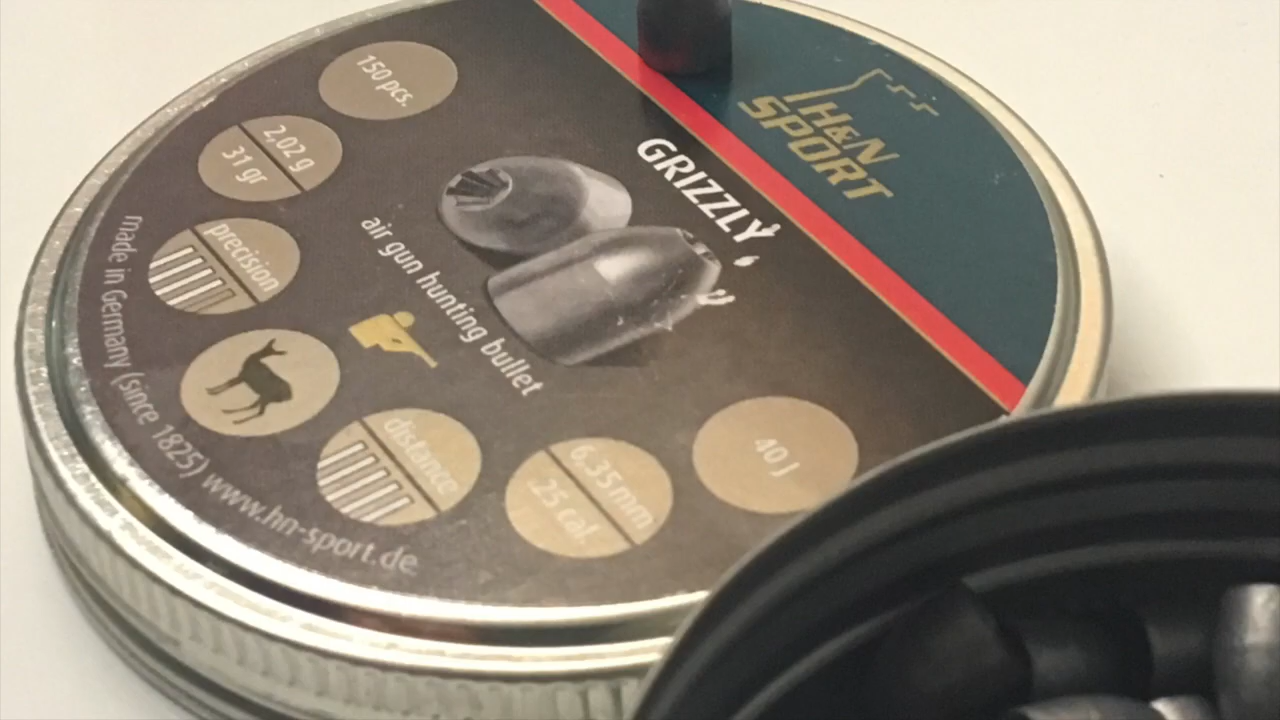 H&N
SPORT
GRIZZLY
air gun hunting bullet
150 pcs.
2,02 g
31 gr
precision
distance
6,35 mm
.25 cal.
40 J
made in Germany (since 1825) www.hn-sport.de